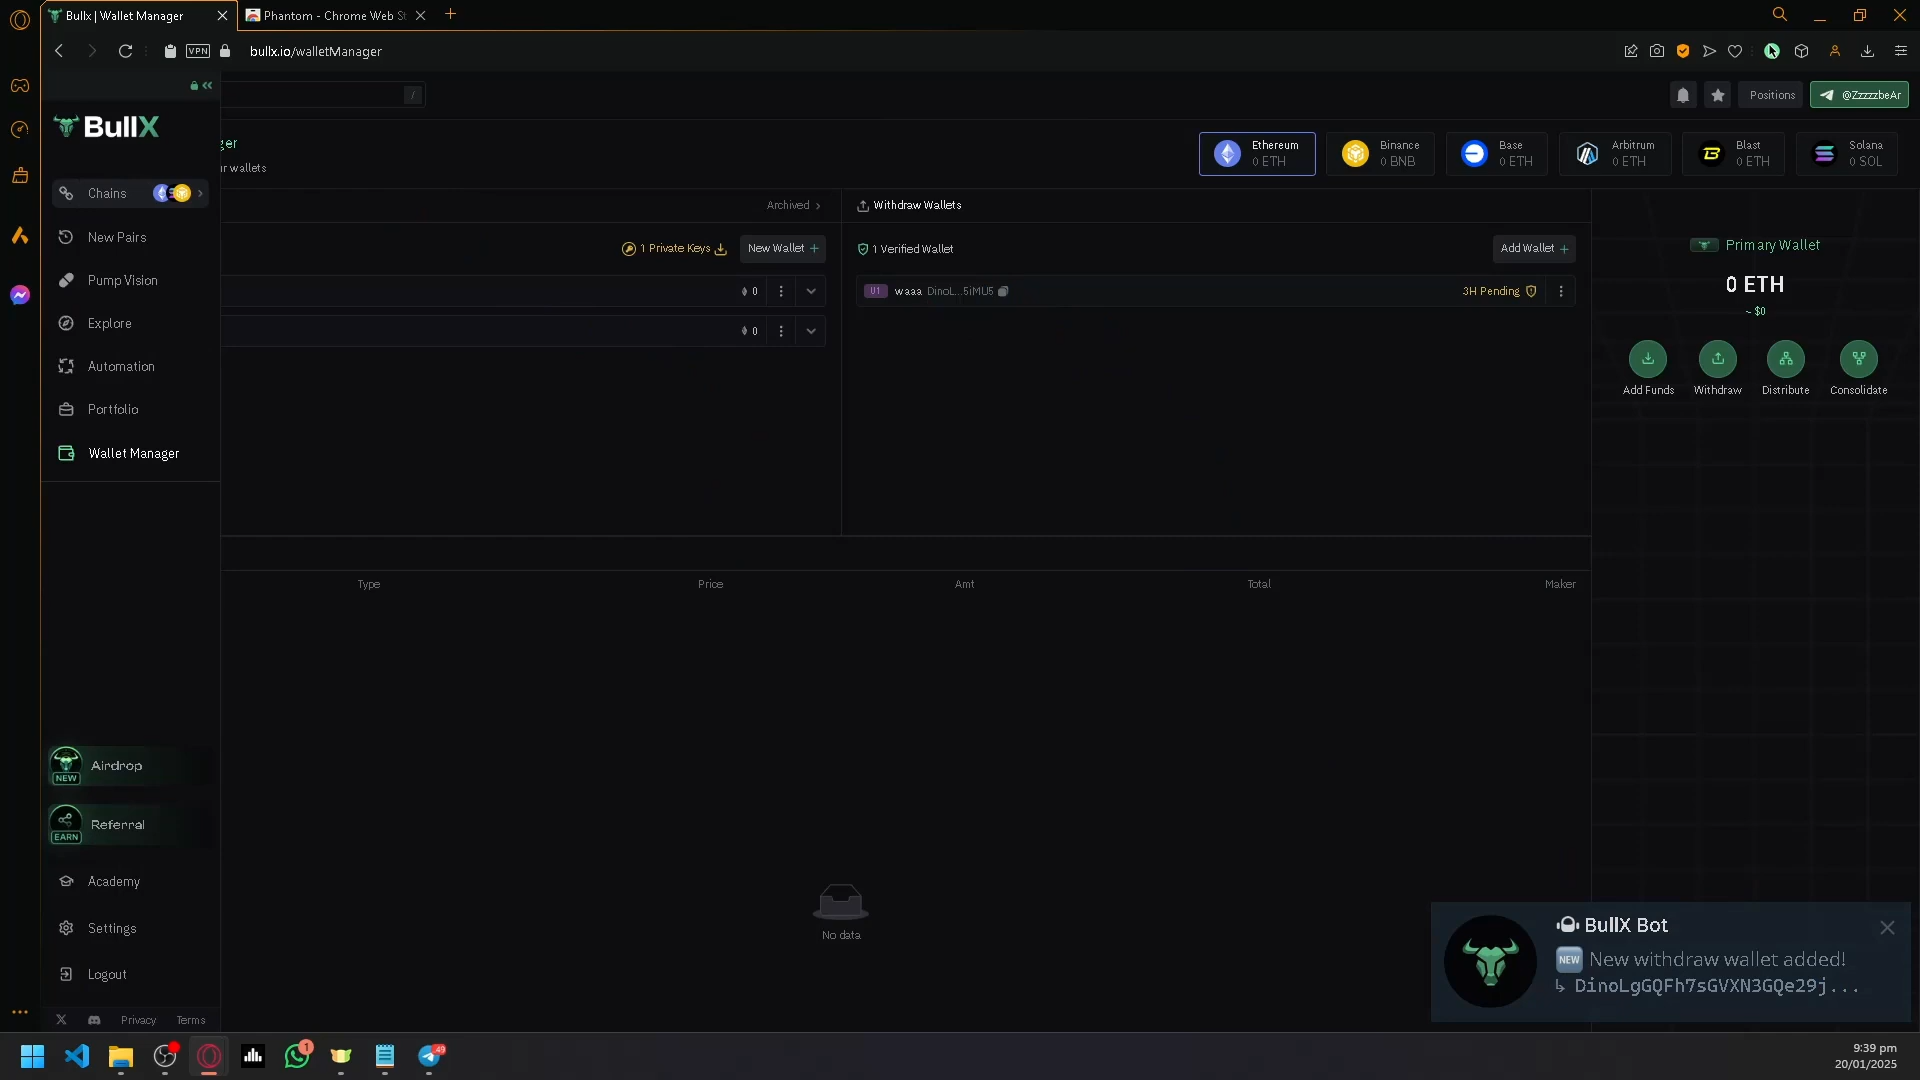 Bullx | Wallet Manager
Phantom - Chrome Web St
VPN
bullx.io/walletManager
BullX
/
Positions
@ZzzzzbeAr
ger
r wallets
Ethereum
0 ETH
Binance
0 BNB
Base
0 ETH
Arbitrum
0 ETH
Blast
0 ETH
Solana
0 SOL
Chains
New Pairs
Pump Vision
Explore
Automation
Portfolio
Wallet Manager
Archived
Withdraw Wallets
1 Private Keys
New Wallet +
1 Verified Wallet
Add Wallet +
0
0
U1 waaa DinoL...5iMU5
3H Pending
Primary Wallet
0 ETH
~ $0
Add Funds
Withdraw
Distribute
Consolidate
Type
Price
Amt
Total
Maker
No data
Airdrop
NEW
Referral
EARN
Academy
Settings
Logout
Privacy
Terms
BullX Bot
NEW New withdraw wallet added!
↳ DinoLgGQFh7sGVXN3GQe29j...
1
49
9:39 pm
20/01/2025